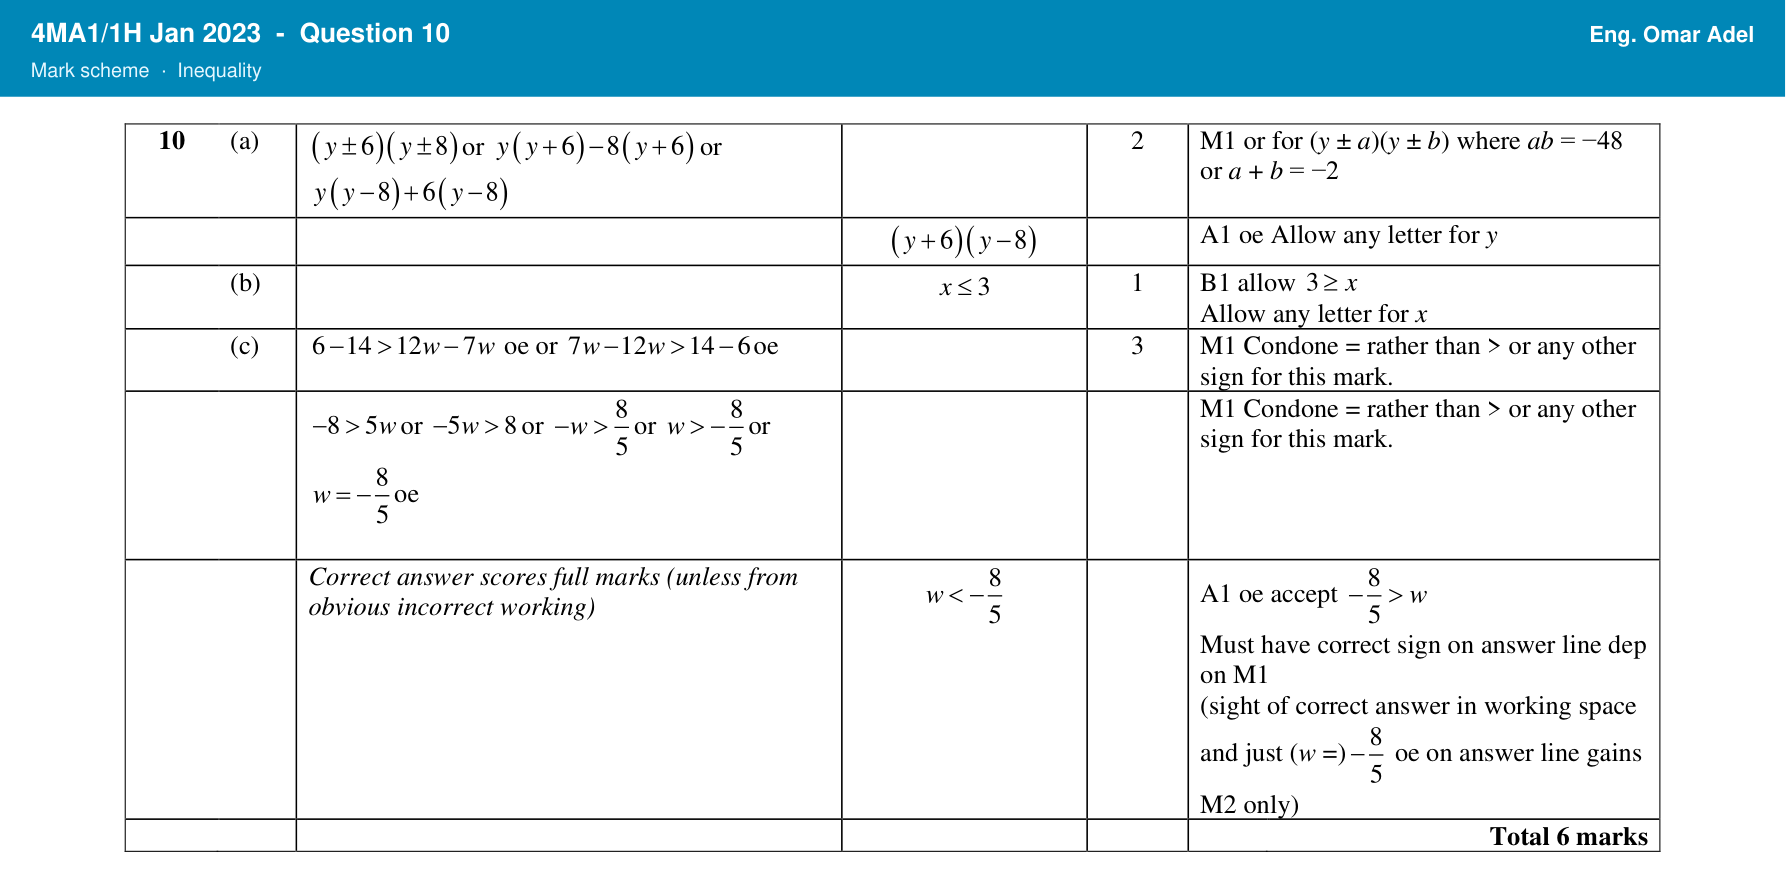 4MA1/1H Jan 2023 - Question 10
Eng. Omar Adel
Mark scheme · Inequality
10 (a) (y±6)(y±8) or y(y+6)−8(y+6) or 2 M1 or for (y ± a)(y ± b) where ab = −48
y(y−8)+6(y−8) or a + b = −2
(y+6)(y−8) A1 oe Allow any letter for y
(b) x ≤ 3 1 B1 allow 3 ≥ x
Allow any letter for x
(c) 6−14 > 12w−7w oe or 7w−12w > 14−6 oe 3 M1 Condone = rather than > or any other
sign for this mark.
−8 > 5w or −5w > 8 or −w > 8/5 or w > −8/5 or M1 Condone = rather than > or any other
sign for this mark.
w = −8/5 oe
Correct answer scores full marks (unless from
obvious incorrect working)
w < −8/5
A1 oe accept −8/5 > w
Must have correct sign on answer line dep
on M1
(sight of correct answer in working space
and just (w =) −8/5 oe on answer line gains
M2 only)
Total 6 marks